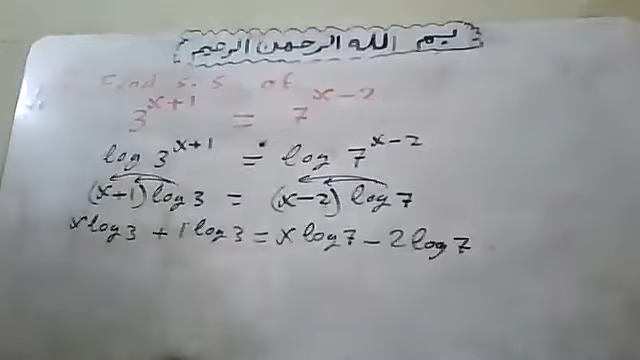 بسم الله الرحمن الرحيم
Find s.s of
3^{x+1} = 7^{x-2}
log 3^{x+1} = log 7^{x-2}
(x+1) log 3 = (x-2) log 7
x log 3 + 1 log 3 = x log 7 - 2 log 7